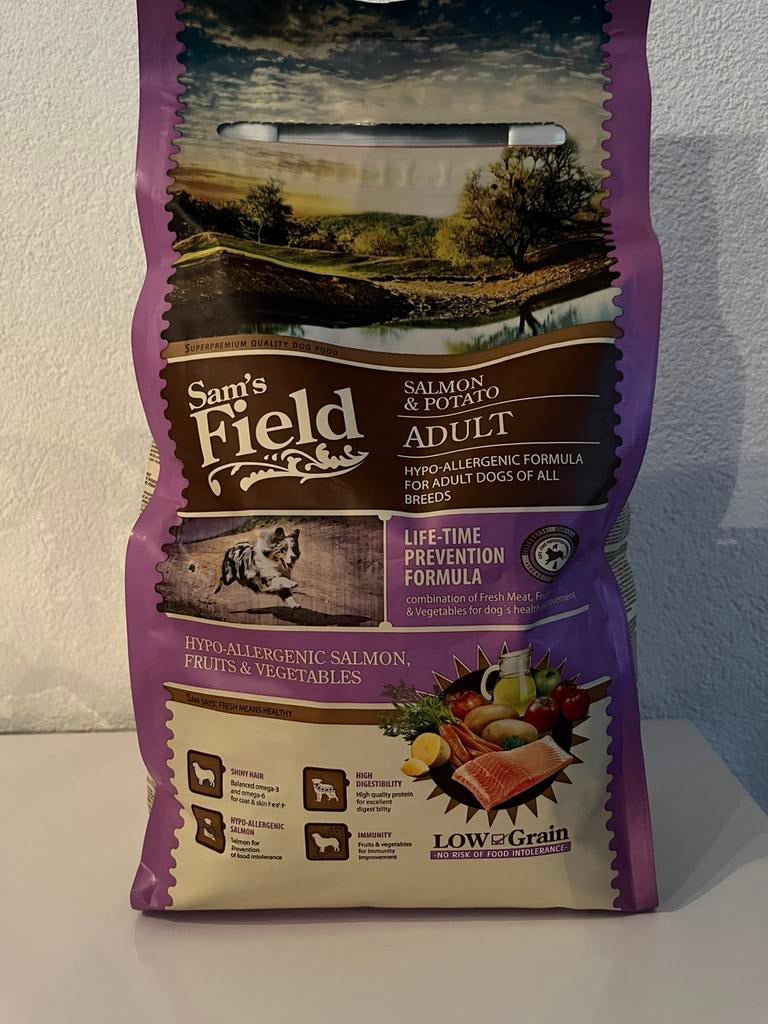 SUPERPREMIUM QUALITY DOG FOOD
Sam's
Field
SALMON
& POTATO
ADULT
HYPO-ALLERGENIC FORMULA
FOR ADULT DOGS OF ALL
BREEDS
LIFE-TIME
PREVENTION
FORMULA
combination of Fresh Meat,
& Vegetables for dog´s health
HYPO-ALLERGENIC SALMON,
FRUITS & VEGETABLES
SAM SAYS: FRESH MEANS HEALTHY
SHINY HAIR
Balanced omega-3
and omega-6
for coat & skin
HIGH
DIGESTIBILITY
High quality protein
for excellent
digestibility
HYPO-ALLERGENIC
SALMON
Salmon for
Prevention
of food intolerance
IMMUNITY
Fruits & vegetables
for immunity
improvement
LOW Grain
-NO RISK OF FOOD INTOLERANCE-